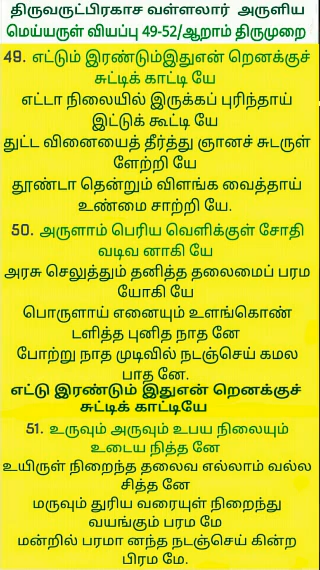 திருவருட்பிரகாச வள்ளலார் அருளிய
மெய்யருள் வியப்பு 49-52/ஆறாம் திருமுறை
49. எட்டும் இரண்டும்இதுஎன் றெனக்குச்
சுட்டிக் காட்டி யே
எட்டா நிலையில் இருக்கப் புரிந்தாய்
இட்டுக் கூட்டி யே
துட்ட வினையைத் தீர்த்து ஞானச் சுடருள்
ளேற்றி யே
தூண்டா தென்றும் விளங்க வைத்தாய்
உண்மை சாற்றி யே.
50. அருளாம் பெரிய வெளிக்குள் சோதி
வடிவ னாகி யே
அரசு செலுத்தும் தனித்த தலைமைப் பரம
யோகி யே
பொருளாய் எனையும் உளங்கொண்
டளித்த புனித நாத னே
போற்று நாத முடிவில் நடஞ்செய் கமல
பாத னே.
எட்டு இரண்டும் இதுஎன் றெனக்குச்
சுட்டிக் காட்டியே
51. உருவும் அருவும் உபய நிலையும்
உடைய நித்த னே
உயிருள் நிறைந்த தலைவ எல்லாம் வல்ல
சித்த னே
மருவும் துரிய வரையுள் நிறைந்து
வயங்கும் பரம மே
மன்றில் பரமா னந்த நடஞ்செய் கின்ற
பிரம மே.